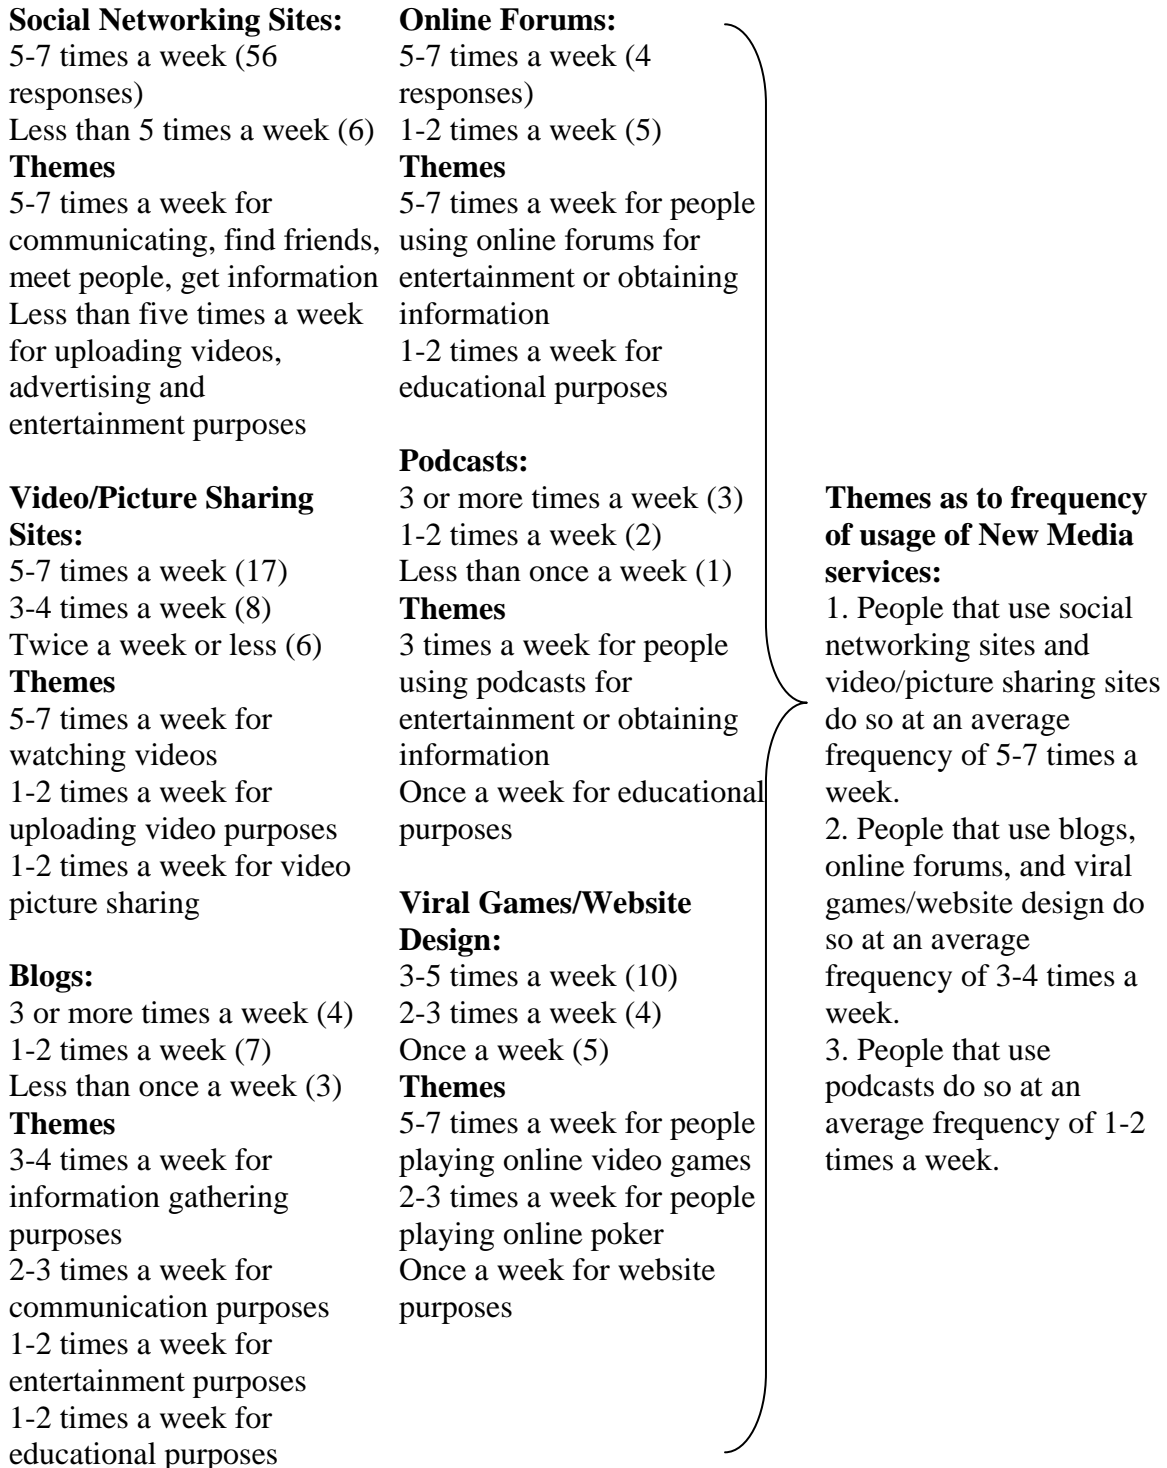 Social Networking Sites:
5-7 times a week (56
responses)
Less than 5 times a week (6)
Themes
5-7 times a week for
communicating, find friends,
meet people, get information
Less than five times a week
for uploading videos,
advertising and
entertainment purposes
Video/Picture Sharing
Sites:
5-7 times a week (17)
3-4 times a week (8)
Twice a week or less (6)
Themes
5-7 times a week for
watching videos
1-2 times a week for
uploading video purposes
1-2 times a week for video
picture sharing
Blogs:
3 or more times a week (4)
1-2 times a week (7)
Less than once a week (3)
Themes
3-4 times a week for
information gathering
purposes
2-3 times a week for
communication purposes
1-2 times a week for
entertainment purposes
1-2 times a week for
educational purposes
Online Forums:
5-7 times a week (4
responses)
1-2 times a week (5)
Themes
5-7 times a week for people
using online forums for
entertainment or obtaining
information
1-2 times a week for
educational purposes
Podcasts:
3 or more times a week (3)
1-2 times a week (2)
Less than once a week (1)
Themes
3 times a week for people
using podcasts for
entertainment or obtaining
information
Once a week for educational
purposes
Viral Games/Website
Design:
3-5 times a week (10)
2-3 times a week (4)
Once a week (5)
Themes
5-7 times a week for people
playing online video games
2-3 times a week for people
playing online poker
Once a week for website
purposes
Themes as to frequency
of usage of New Media
services:
1. People that use social
networking sites and
video/picture sharing sites
do so at an average
frequency of 5-7 times a
week.
2. People that use blogs,
online forums, and viral
games/website design do
so at an average
frequency of 3-4 times a
week.
3. People that use
podcasts do so at an
average frequency of 1-2
times a week.